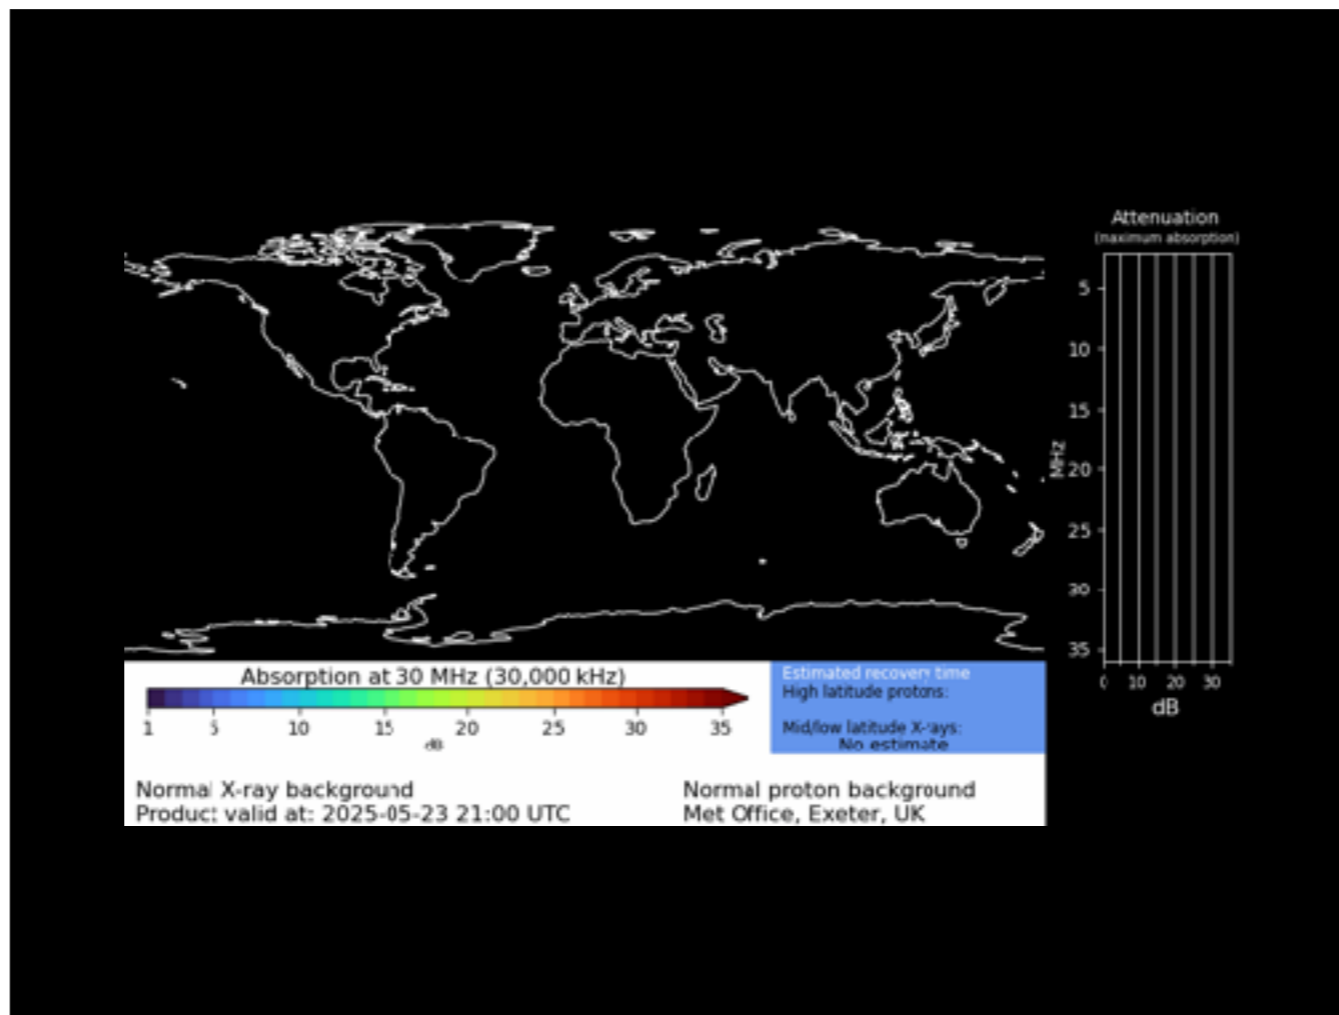 Attenuation
(maximum absorption)
5
10
15
20
25
30
35
MHz
0 10 20 30
dB
Absorption at 30 MHz (30,000 kHz)
1 5 10 15 20 25 30 35
dB
Estimated recovery time
High latitude protons:
Mid/low latitude X-rays:
No estimate
Normal X-ray background
Product valid at: 2025-05-23 21:00 UTC
Normal proton background
Met Office, Exeter, UK